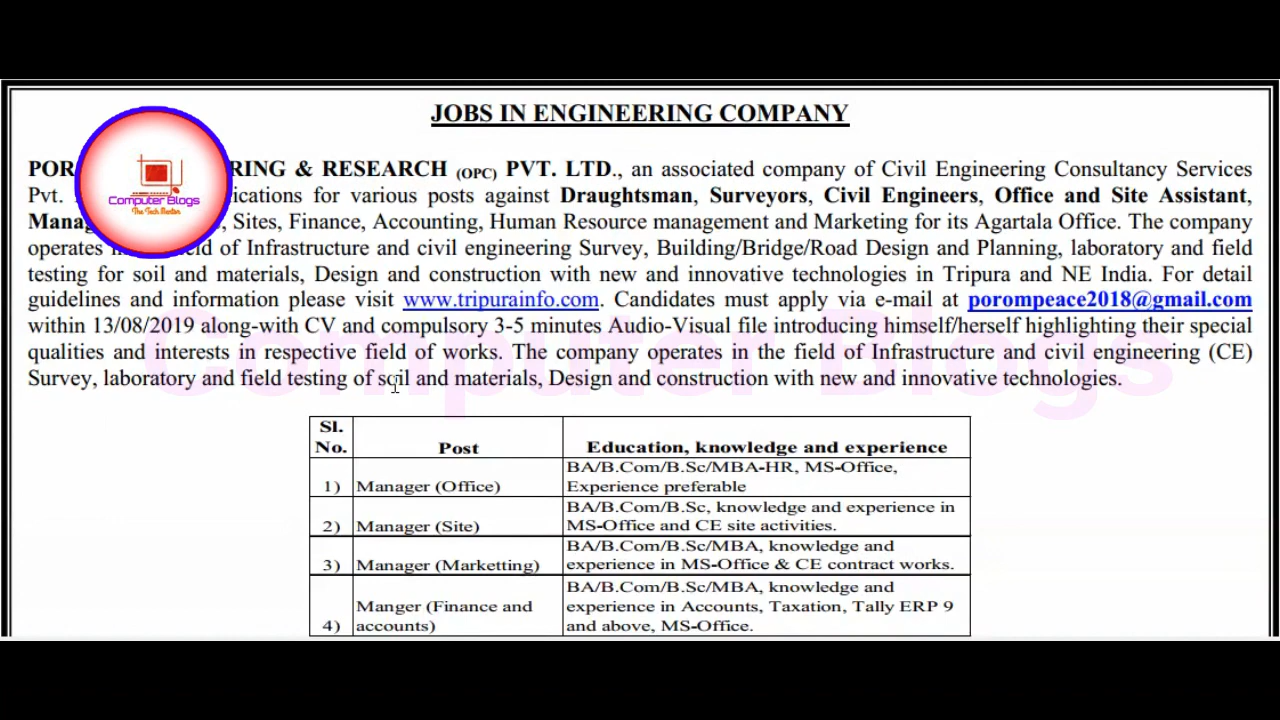 JOBS IN ENGINEERING COMPANY
Computer Blogs
The Tech Mentor
POR RING & RESEARCH (OPC) PVT. LTD., an associated company of Civil Engineering Consultancy Services
Pvt. ications for various posts against Draughtsman, Surveyors, Civil Engineers, Office and Site Assistant,
Manag , Sites, Finance, Accounting, Hunan Resource management and Marketing for its Agartala Office. The company
operates in eld of Infrastructure and civil engineering Survey, Building/Bridge/Road Design and Planning, laboratory and field
testing for soil and materials, Design and construction with new and innovative technologies in Tripura and NE India. For detail
guidelines and information please visit www.tripurainfo.com. Candidates must apply via e-mail at porompeace2018@gmail.com
within 13/08/2019 along-with CV and compulsory 3-5 minutes Audio-Visual file introducing himself/herself highlighting their special
qualities and interests in respective field of works. The company operates in the field of Infrastructure and civil engineering (CE)
Survey, laboratory and field testing of soil and materials, Design and construction with new and innovative technologies.
Computer Blogs
Sl. No. Post Education, knowledge and experience
1) Manager (Office) BA/B.Com/B.Sc/MBA-HR, MS-Office,
Experience preferable
2) Manager (Site) BA/B.Com/B.Sc, knowledge and experience in
MS-Office and CE site activities.
3) Manager (Marketting) BA/B.Com/B.Sc/MBA, knowledge and
experience in MS-Office & CE contract works.
4) Manger (Finance and accounts) BA/B.Com/B.Sc/MBA, knowledge and
experience in Accounts, Taxation, Tally ERP 9
and above, MS-Office.